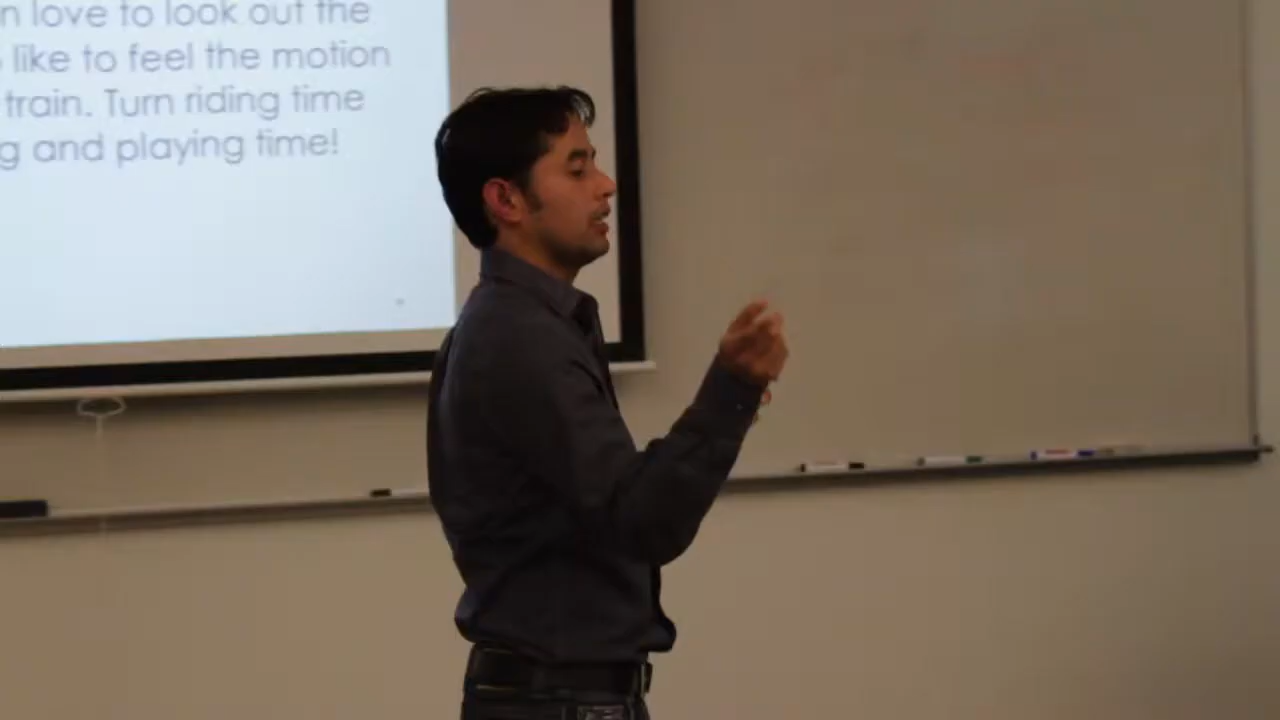 n love to look out the
like to feel the motion
train. Turn riding time
g and playing time!